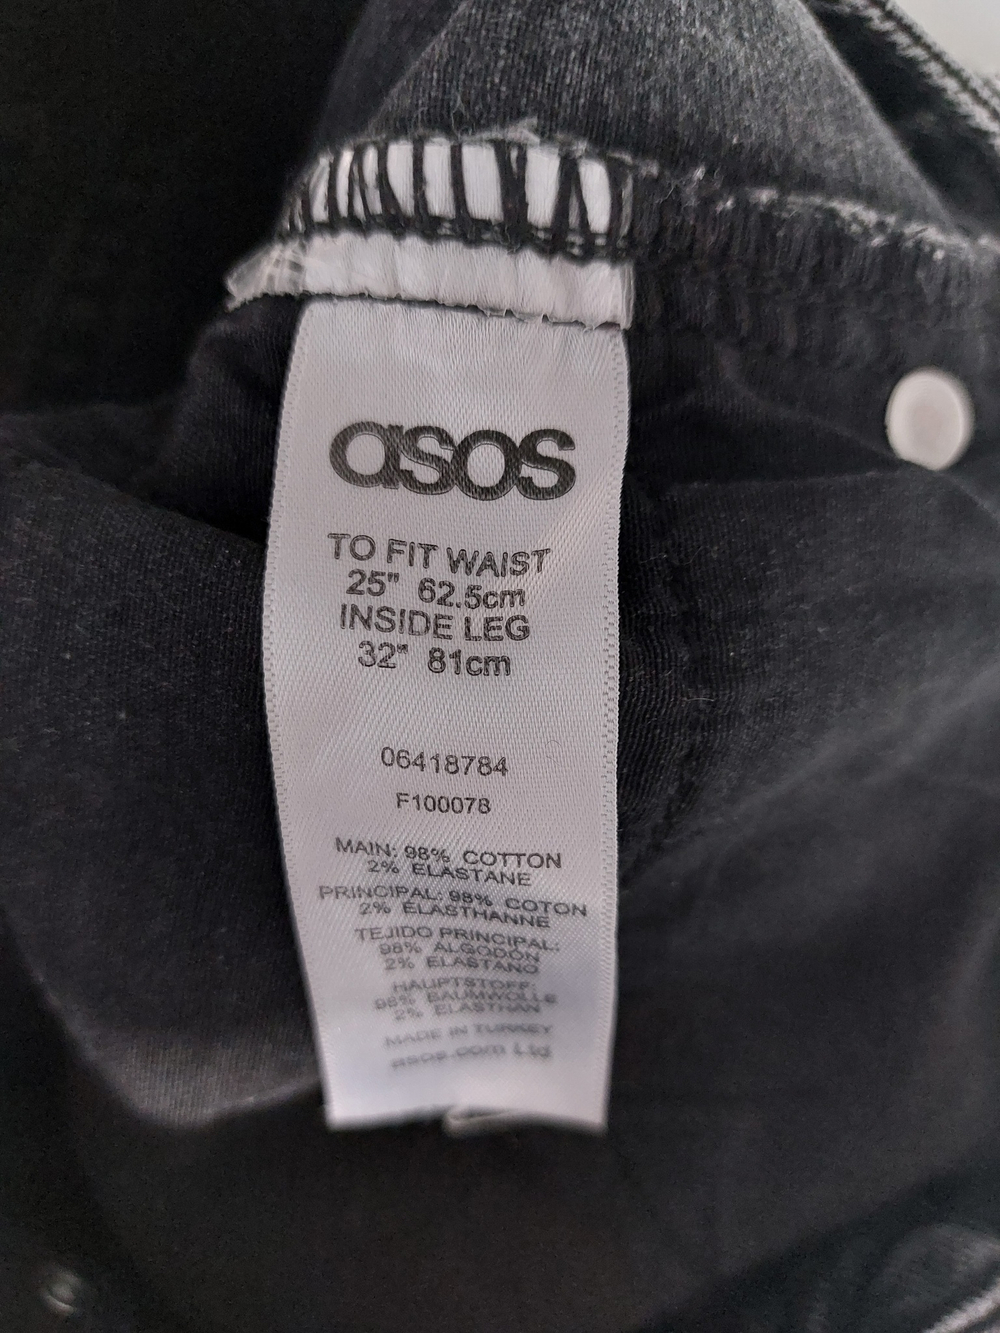 asos
TO FIT WAIST
25" 62.5cm
INSIDE LEG
32" 81cm
06418784
F100078
MAIN: 98% COTTON
2% ELASTANE
PRINCIPAL: 98% COTON
2% ELASTHANNE
TEJIDO PRINCIPAL:
98% ALGODÓN
2% ELASTANO
HAUPTSTOFF:
98% BAUMWOLLE
2% ELASTHAN
MADE IN TURKEY
asos.com Ltd